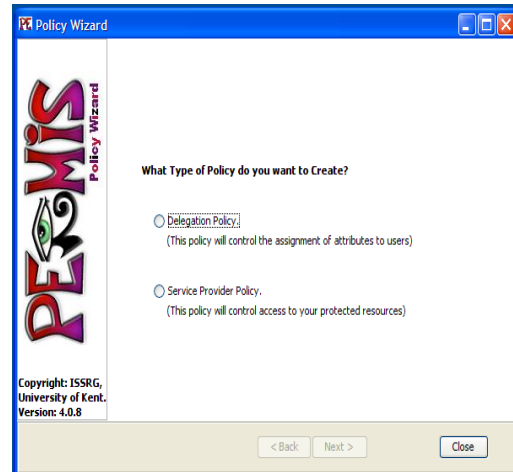 PE Policy Wizard
PERMIS
Policy Wizard
What Type of Policy do you want to Create?
Delegation Policy.
(This policy will control the assignment of attributes to users)
Service Provider Policy.
(This policy will control access to your protected resources)
Copyright: ISSRG,
University of Kent.
Version: 4.0.8
< Back
Next >
Close